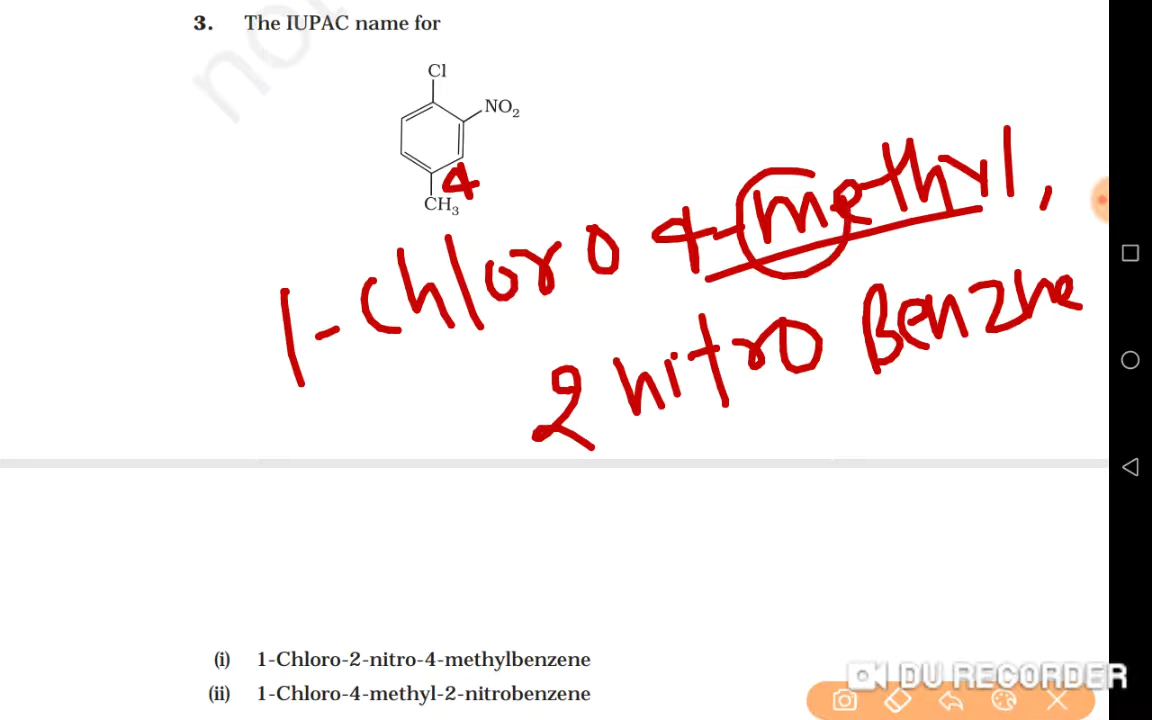 3. The IUPAC name for
Cl
NO2
4
CH3
1-Chloro 4-methyl,
2 nitro Benzne
(i) 1-Chloro-2-nitro-4-methylbenzene
(ii) 1-Chloro-4-methyl-2-nitrobenzene
DU RECORDER